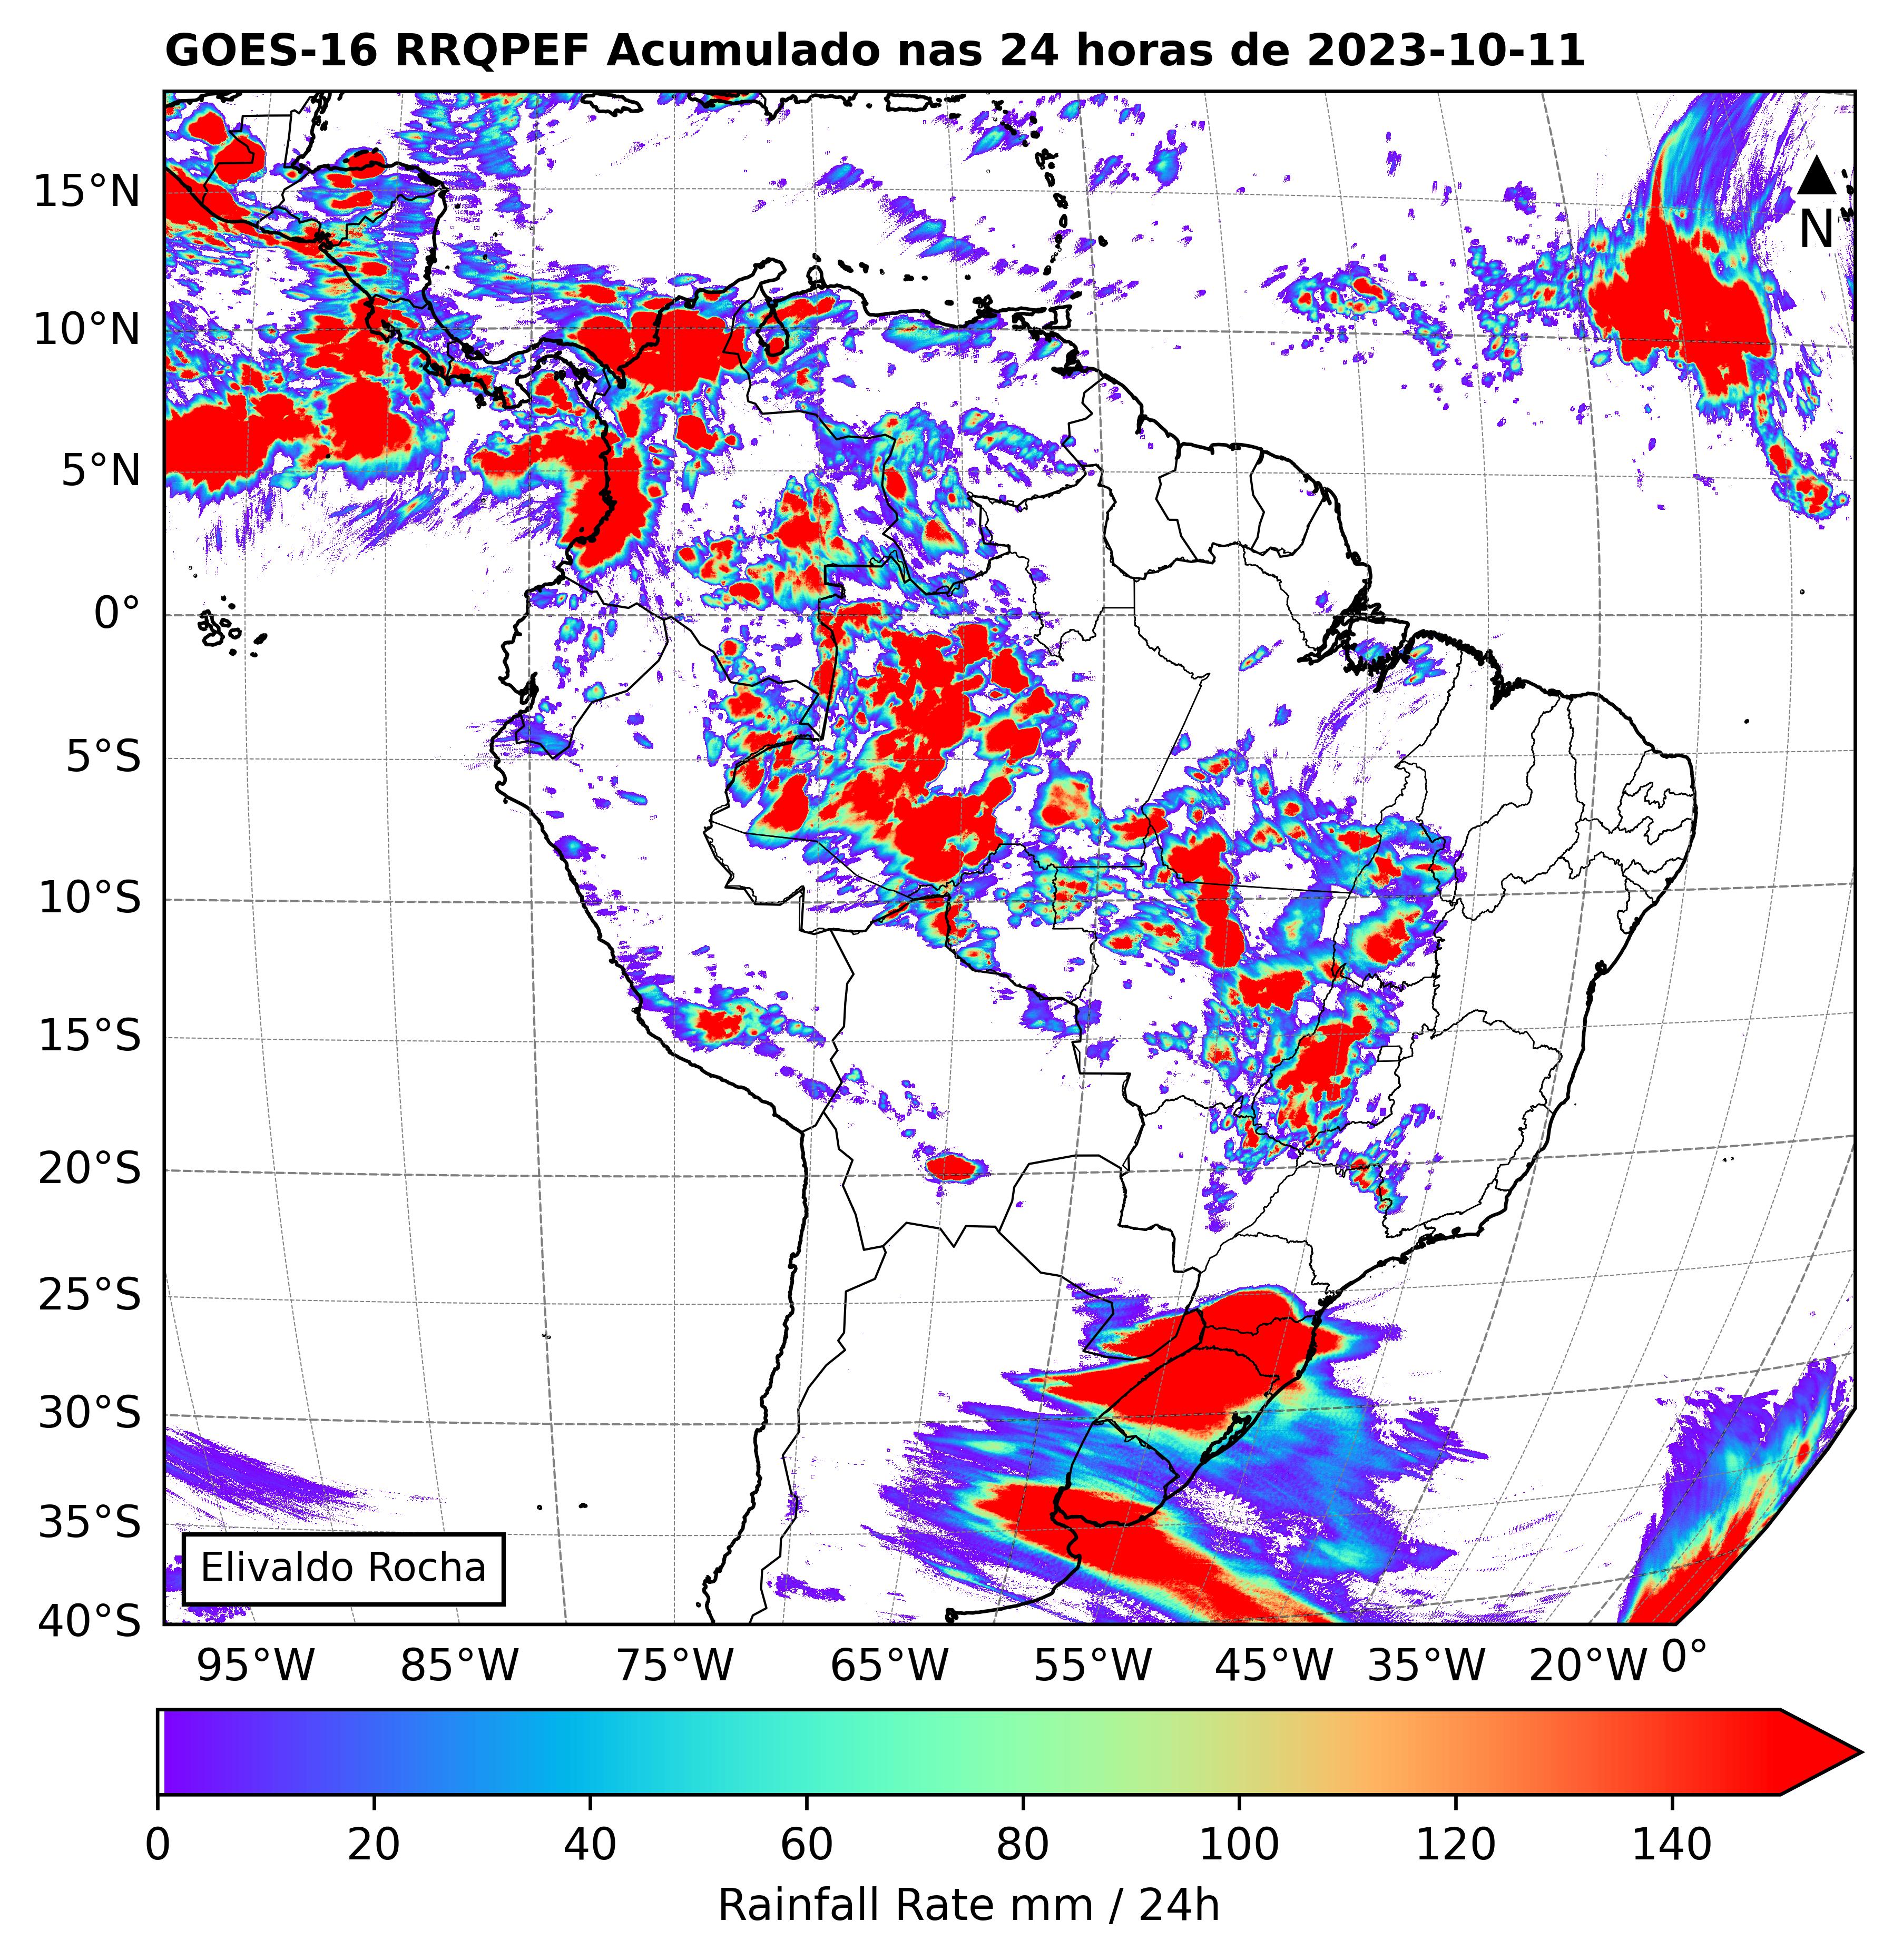 GOES-16 RRQPEF Acumulado nas 24 horas de 2023-10-11
15°N
10°N
5°N
0°
5°S
10°S
15°S
20°S
25°S
30°S
35°S
40°S
N
Elivaldo Rocha
95°W 85°W 75°W 65°W 55°W 45°W 35°W 20°W 0°
0 20 40 60 80 100 120 140
Rainfall Rate mm / 24h